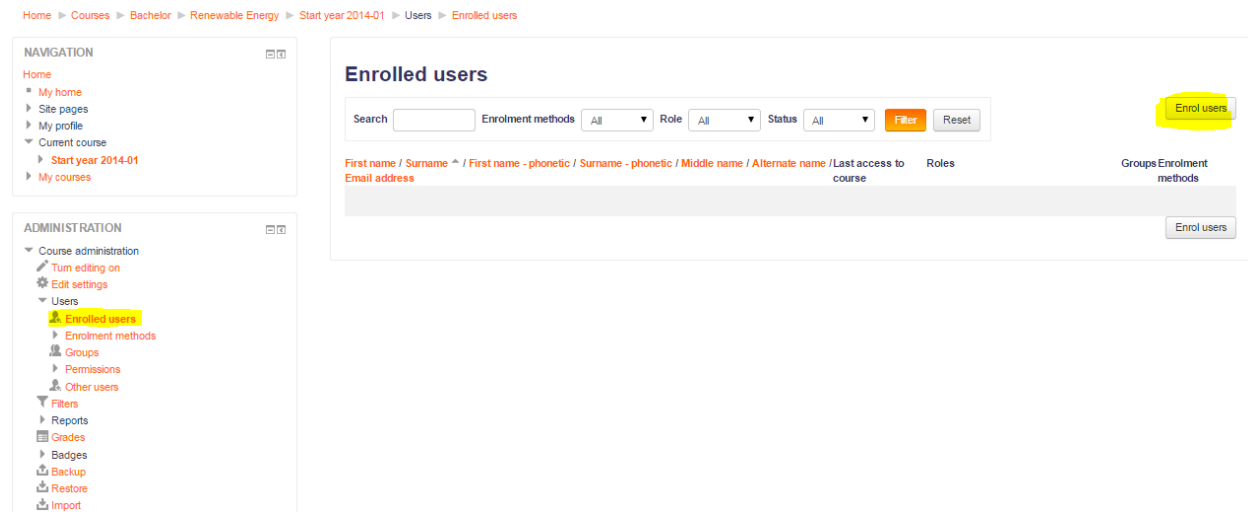 Home ▶ Courses ▶ Bachelor ▶ Renewable Energy ▶ Start year 2014-01 ▶ Users ▶ Enrolled users
NAVIGATION
Home
My home
Site pages
My profile
Current course
Start year 2014-01
My courses
ADMINISTRATION
Course administration
Turn editing on
Edit settings
Users
Enrolled users
Enrolment methods
Groups
Permissions
Other users
Filters
Reports
Grades
Badges
Backup
Restore
Import
Enrolled users
Enrol users
Search Enrolment methods All Role All Status All Filter Reset
First name / Surname / First name - phonetic / Surname - phonetic / Middle name / Alternate name / Last access to Roles Groups Enrolment
Email address course methods
Enrol users